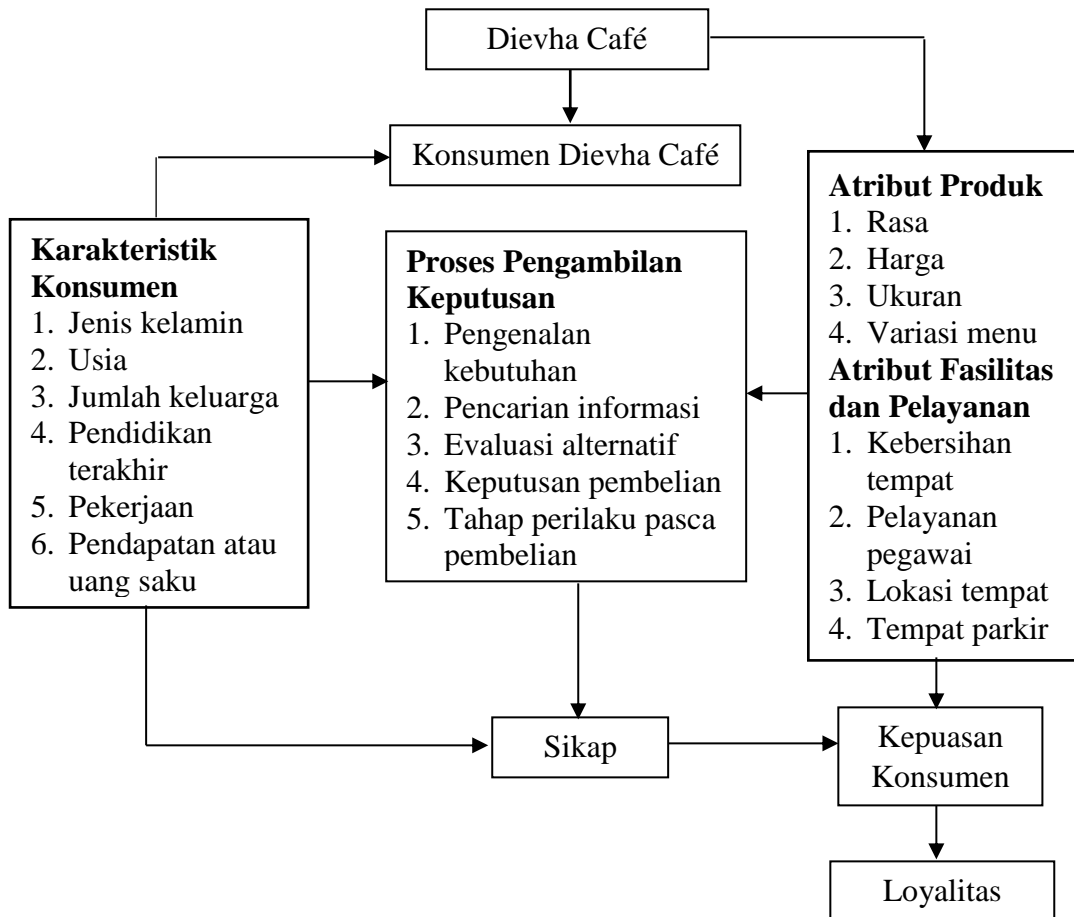 Dievha Café
Konsumen Dievha Café
Karakteristik
Konsumen
1. Jenis kelamin
2. Usia
3. Jumlah keluarga
4. Pendidikan
terakhir
5. Pekerjaan
6. Pendapatan atau
uang saku
Proses Pengambilan
Keputusan
1. Pengenalan
kebutuhan
2. Pencarian informasi
3. Evaluasi alternatif
4. Keputusan pembelian
5. Tahap perilaku pasca
pembelian
Atribut Produk
1. Rasa
2. Harga
3. Ukuran
4. Variasi menu
Atribut Fasilitas
dan Pelayanan
1. Kebersihan
tempat
2. Pelayanan
pegawai
3. Lokasi tempat
4. Tempat parkir
Sikap
Kepuasan
Konsumen
Loyalitas